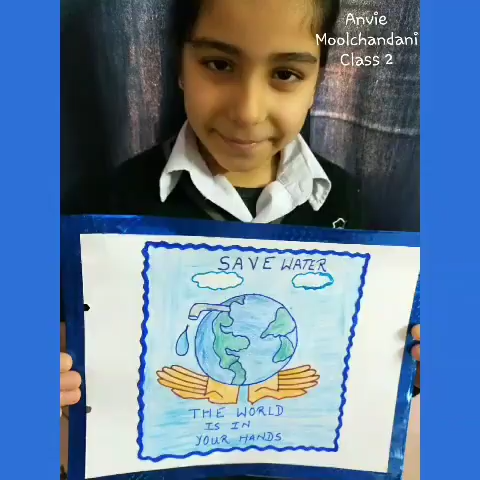 Anvie
Moolchandani
Class 2
SAVE WATER
THE WORLD
IS IN
YOUR HANDS